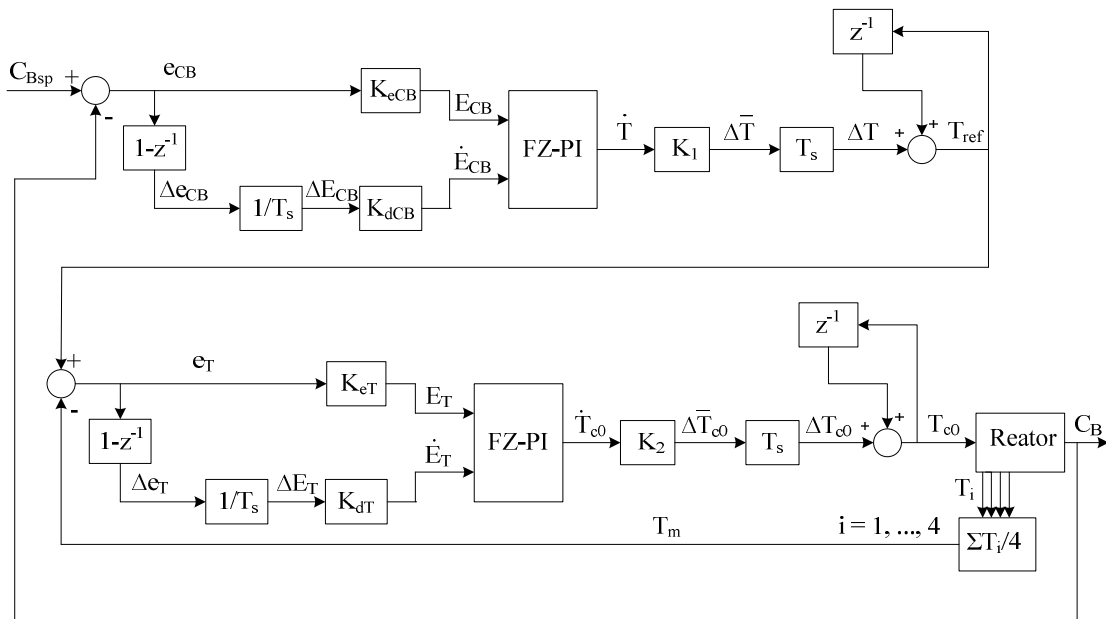 z⁻¹
C_Bsp
+
e_CB
K_eCB
E_CB
-
1-z⁻¹
FZ-PI
Ṫ
K₁
ΔT̅
T_s
ΔT
+
+
T_ref
Δe_CB
1/T_s
ΔE_CB
K_dCB
Ė_CB
z⁻¹
+
e_T
K_eT
E_T
-
1-z⁻¹
FZ-PI
Ṫ_c0
K₂
ΔT̅_c0
T_s
ΔT_c0
+
+
T_c0
Reator
C_B
Δe_T
1/T_s
ΔE_T
K_dT
Ė_T
T_i
T_m
i = 1, ..., 4
ΣT_i/4